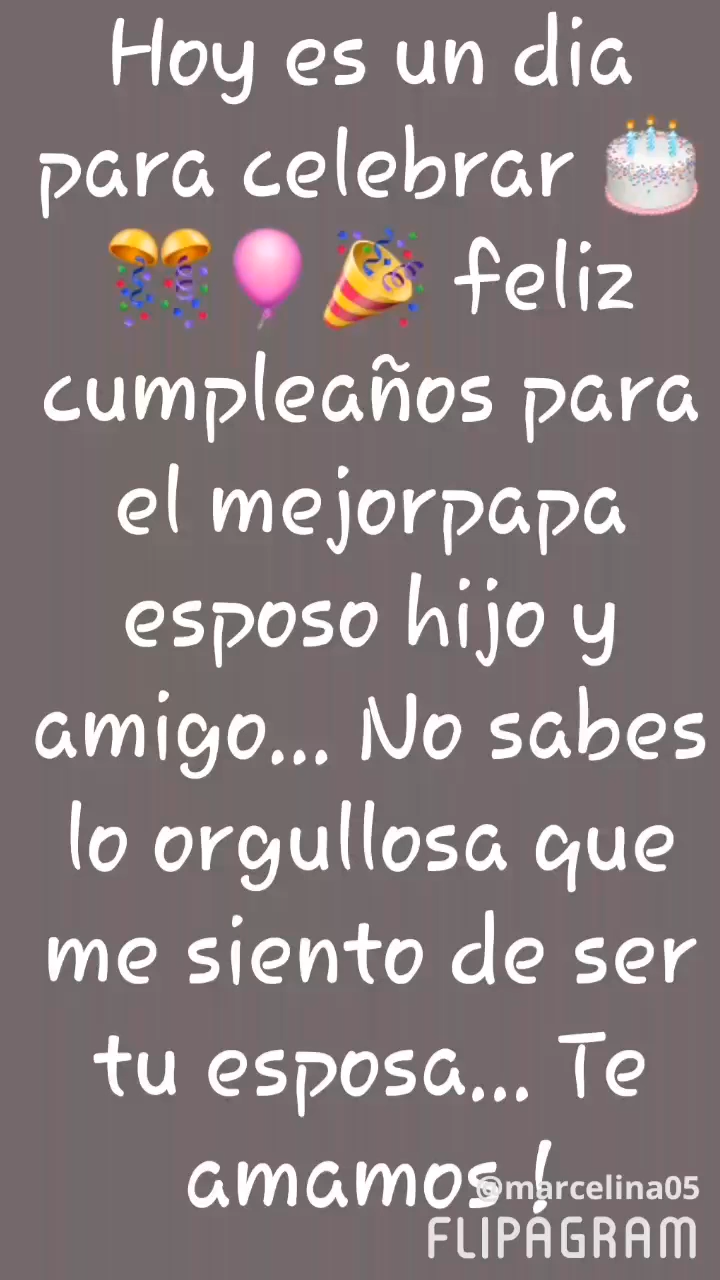 Hoy es un dia
para celebrar 🎂
🎊🎈🎉 feliz
cumpleaños para
el mejorpapa
esposo hijo y
amigo... No sabes
lo orgullosa que
me siento de ser
tu esposa... Te
amamos !
@marcelina05
FLIPAGRAM